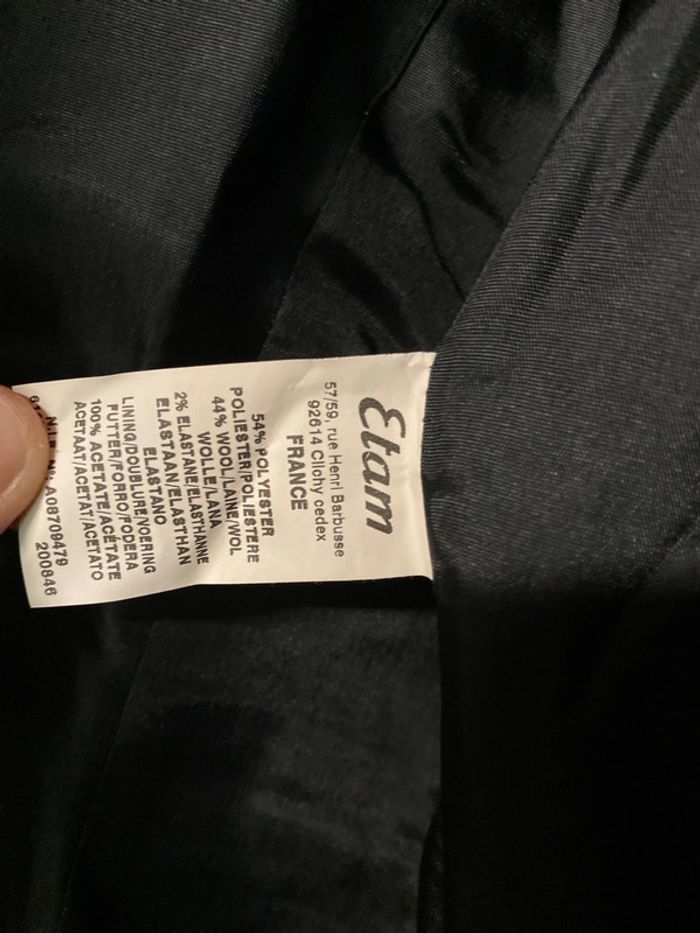 Etam
57/59, rue Henri Barbusse
92614 Clichy cedex
FRANCE
54% POLYESTER
POLIESTER/POLIESTERE
44% WOOL/LAINE/WOL
WOLLE/LANA
2% ELASTANE/ELASTHANNE
ELASTAAN/ELASTHAN
ELASTANO
LINING/DOUBLURE/VOERING
FUTTER/FORRO/FODERA
100% ACETATE/ACÉTATE
ACETAAT/ACETAT/ACETATO
A08709479
200846